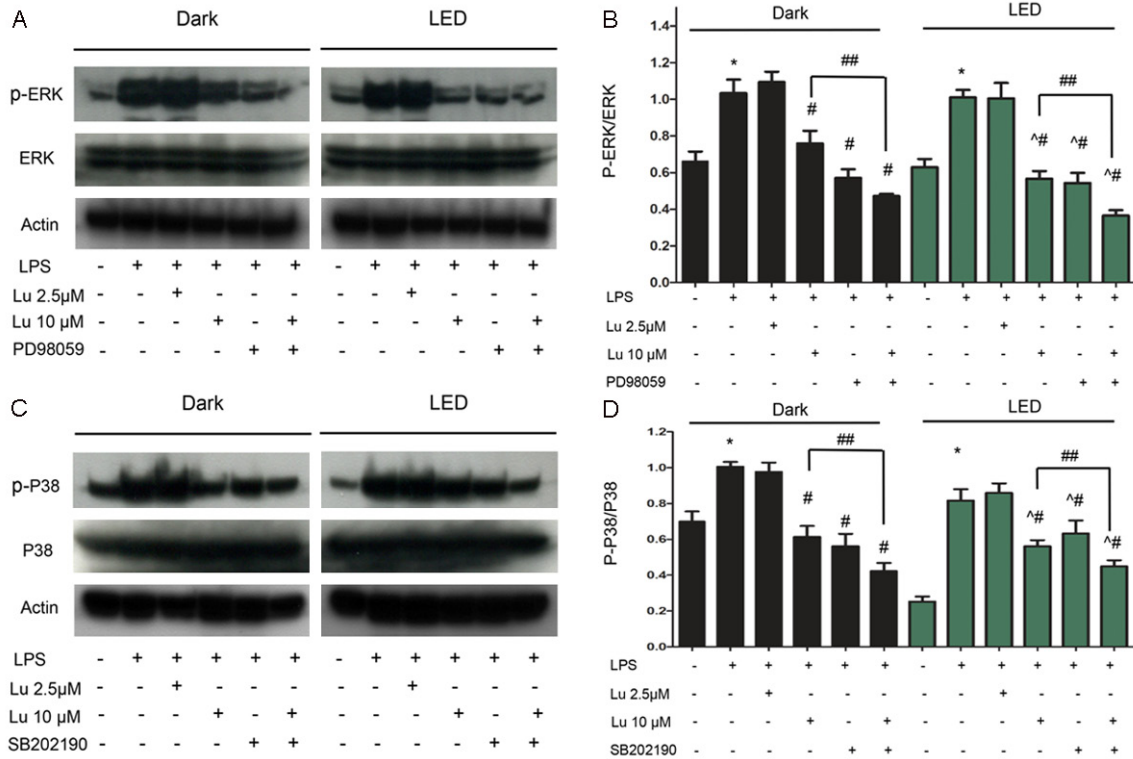 A
Dark LED
p-ERK
ERK
Actin
LPS - + + + + + - + + + + +
Lu 2.5μM - - + - - - - - + - - -
Lu 10 μM - - - + - + - - - + - +
PD98059 - - - - + + - - - - + +
B
Dark LED
P-ERK/ERK
1.4
1.2
1.0
0.8
0.6
0.4
0.2
0.0
* # ## # # * ^# ## ^# ^#
LPS - + + + + + - + + + + +
Lu 2.5μM - - + - - - - - + - - -
Lu 10 μM - - - + - + - - - + - +
PD98059 - - - - + + - - - - + +
C
Dark LED
p-P38
P38
Actin
LPS - + + + + + - + + + + +
Lu 2.5μM - - + - - - - - + - - -
Lu 10 μM - - - + - + - - - + - +
SB202190 - - - - + + - - - - + +
D
Dark LED
P-P38/P38
1.2
1.0
0.8
0.6
0.4
0.2
0.0
* # ## # # * ^# ## ^# ^#
LPS - + + + + + - + + + + +
Lu 2.5μM - - + - - - - - + - - -
Lu 10 μM - - - + - + - - - + - +
SB202190 - - - - + + - - - - + +